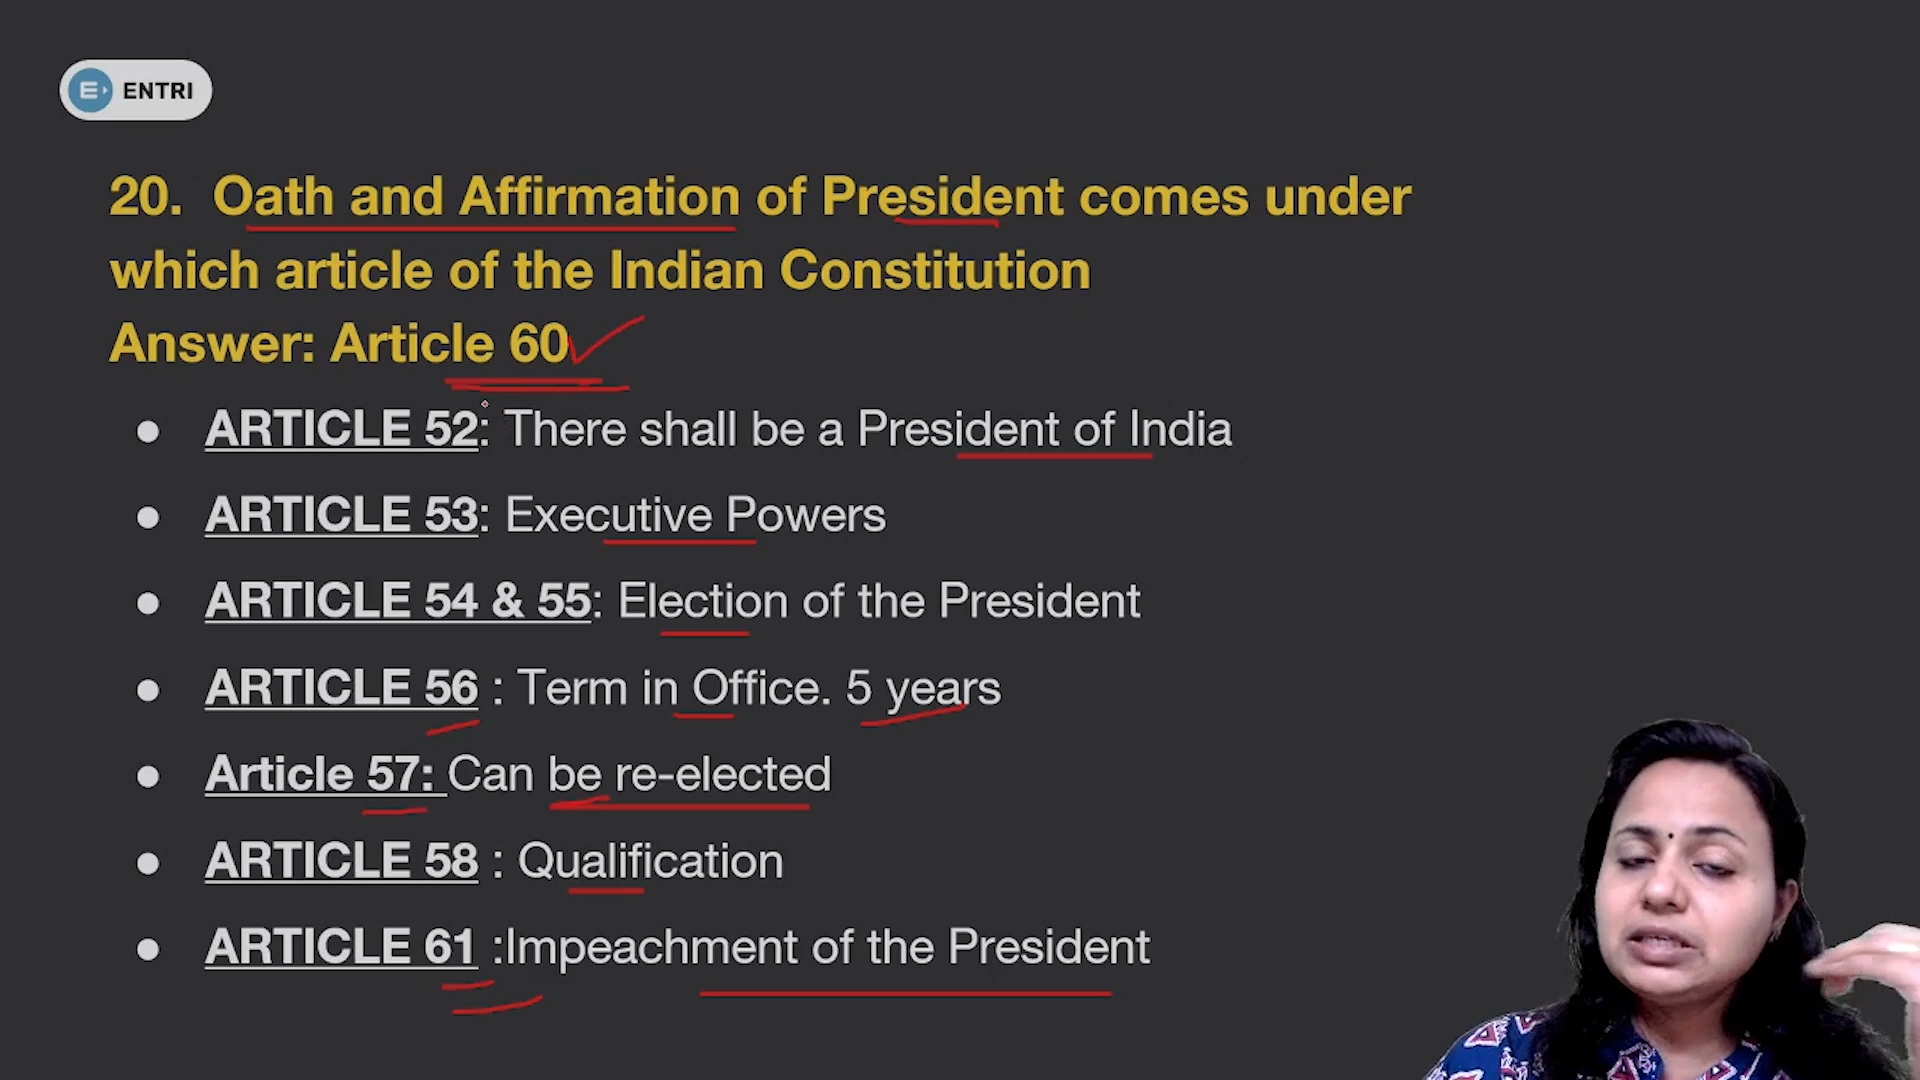 ENTRI
20. Oath and Affirmation of President comes under
which article of the Indian Constitution
Answer: Article 60
● ARTICLE 52: There shall be a President of India
● ARTICLE 53: Executive Powers
● ARTICLE 54 & 55: Election of the President
● ARTICLE 56 : Term in Office. 5 years
● Article 57: Can be re-elected
● ARTICLE 58 : Qualification
● ARTICLE 61 :Impeachment of the President